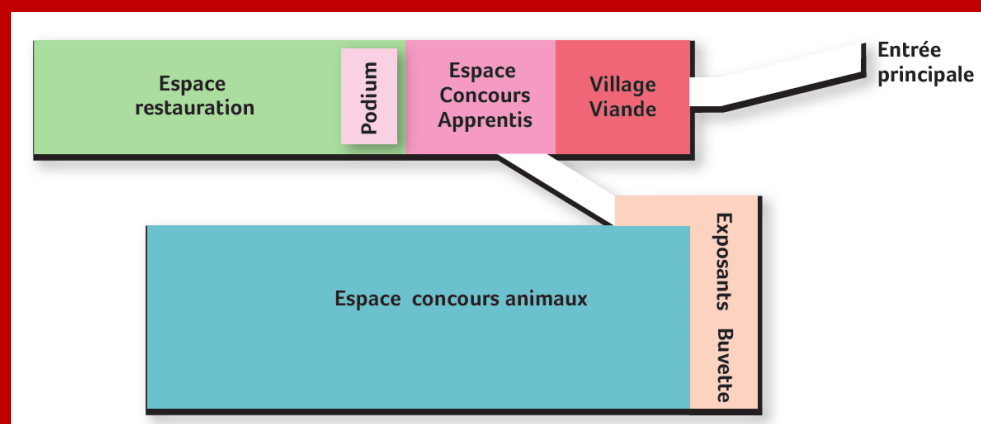 Espace
restauration
Podium
Espace
Concours
Apprentis
Village
Viande
Entrée
principale
Espace concours animaux
Exposants Buvette